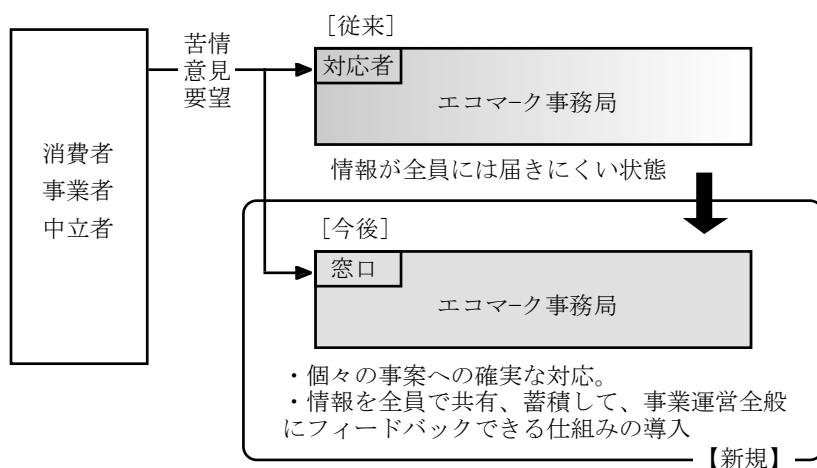 消費者
事業者
中立者
苦情
意見
要望
［従来］
対応者
エコマｰク事務局
情報が全員には届きにくい状態
［今後］
窓口
エコマｰク事務局
・個々の事案への確実な対応。
・情報を全員で共有、蓄積して、事業運営全般
にフィードバックできる仕組みの導入
【新規】